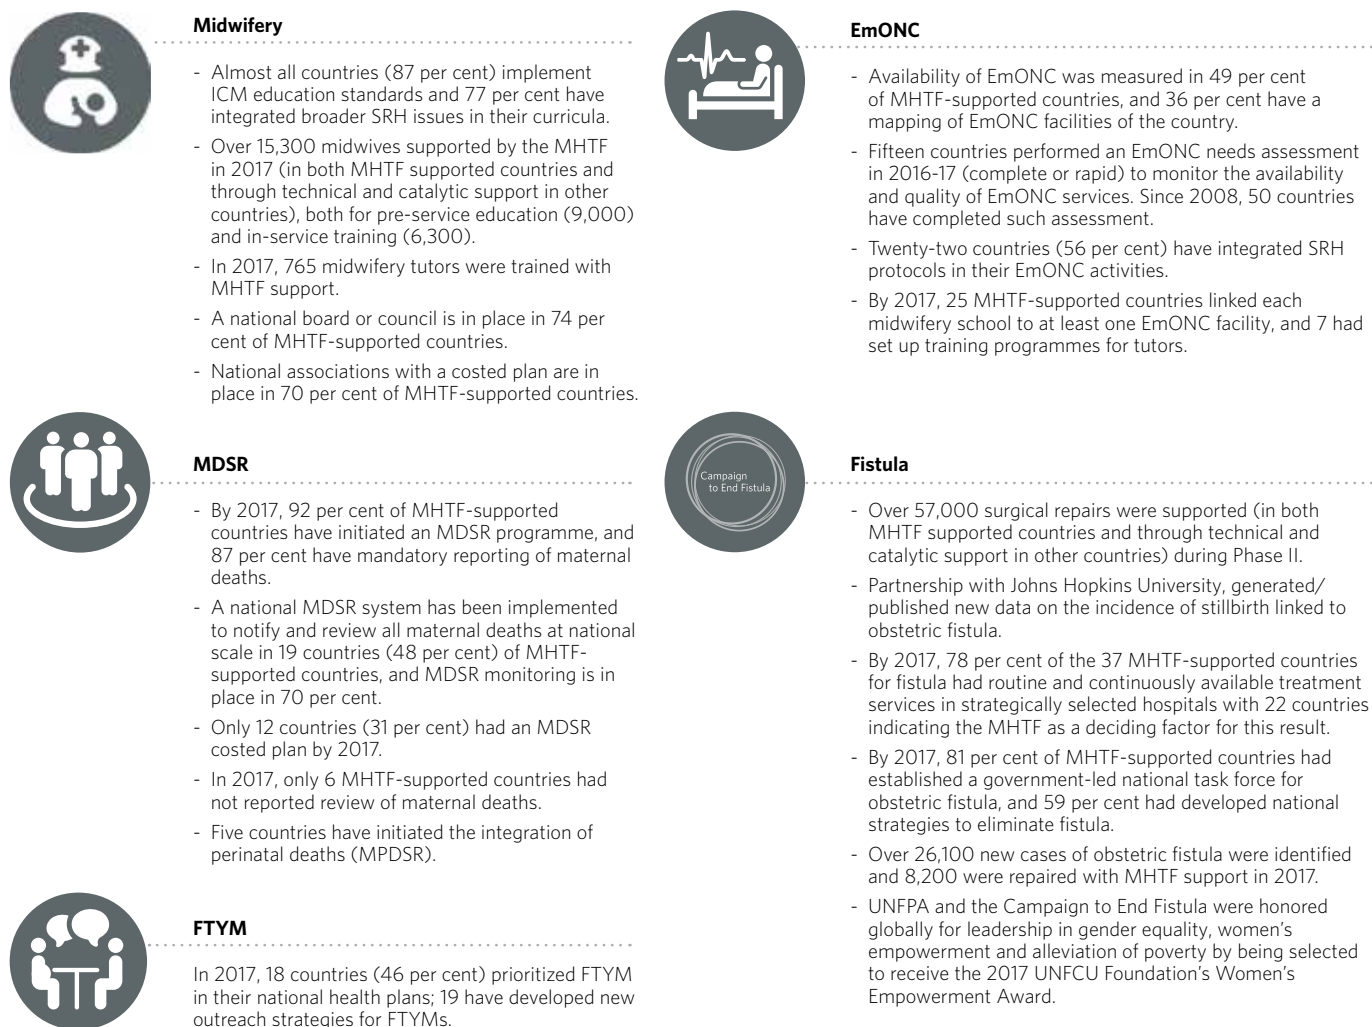 Midwifery
- Almost all countries (87 per cent) implement
ICM education standards and 77 per cent have
integrated broader SRH issues in their curricula.
- Over 15,300 midwives supported by the MHTF
in 2017 (in both MHTF supported countries and
through technical and catalytic support in other
countries), both for pre-service education (9,000)
and in-service training (6,300).
- In 2017, 765 midwifery tutors were trained with
MHTF support.
- A national board or council is in place in 74 per
cent of MHTF-supported countries.
- National associations with a costed plan are in
place in 70 per cent of MHTF-supported countries.
MDSR
- By 2017, 92 per cent of MHTF-supported
countries have initiated an MDSR programme, and
87 per cent have mandatory reporting of maternal
deaths.
- A national MDSR system has been implemented
to notify and review all maternal deaths at national
scale in 19 countries (48 per cent) of MHTF-
supported countries, and MDSR monitoring is in
place in 70 per cent.
- Only 12 countries (31 per cent) had an MDSR
costed plan by 2017.
- In 2017, only 6 MHTF-supported countries had
not reported review of maternal deaths.
- Five countries have initiated the integration of
perinatal deaths (MPDSR).
FTYM
In 2017, 18 countries (46 per cent) prioritized FTYM
in their national health plans; 19 have developed new
outreach strategies for FTYMs.
EmONC
- Availability of EmONC was measured in 49 per cent
of MHTF-supported countries, and 36 per cent have a
mapping of EmONC facilities of the country.
- Fifteen countries performed an EmONC needs assessment
in 2016-17 (complete or rapid) to monitor the availability
and quality of EmONC services. Since 2008, 50 countries
have completed such assessment.
- Twenty-two countries (56 per cent) have integrated SRH
protocols in their EmONC activities.
- By 2017, 25 MHTF-supported countries linked each
midwifery school to at least one EmONC facility, and 7 had
set up training programmes for tutors.
Campaign
to End Fistula
Fistula
- Over 57,000 surgical repairs were supported (in both
MHTF supported countries and through technical and
catalytic support in other countries) during Phase II.
- Partnership with Johns Hopkins University, generated/
published new data on the incidence of stillbirth linked to
obstetric fistula.
- By 2017, 78 per cent of the 37 MHTF-supported countries
for fistula had routine and continuously available treatment
services in strategically selected hospitals with 22 countries
indicating the MHTF as a deciding factor for this result.
- By 2017, 81 per cent of MHTF-supported countries had
established a government-led national task force for
obstetric fistula, and 59 per cent had developed national
strategies to eliminate fistula.
- Over 26,100 new cases of obstetric fistula were identified
and 8,200 were repaired with MHTF support in 2017.
- UNFPA and the Campaign to End Fistula were honored
globally for leadership in gender equality, women's
empowerment and alleviation of poverty by being selected
to receive the 2017 UNFCU Foundation's Women's
Empowerment Award.